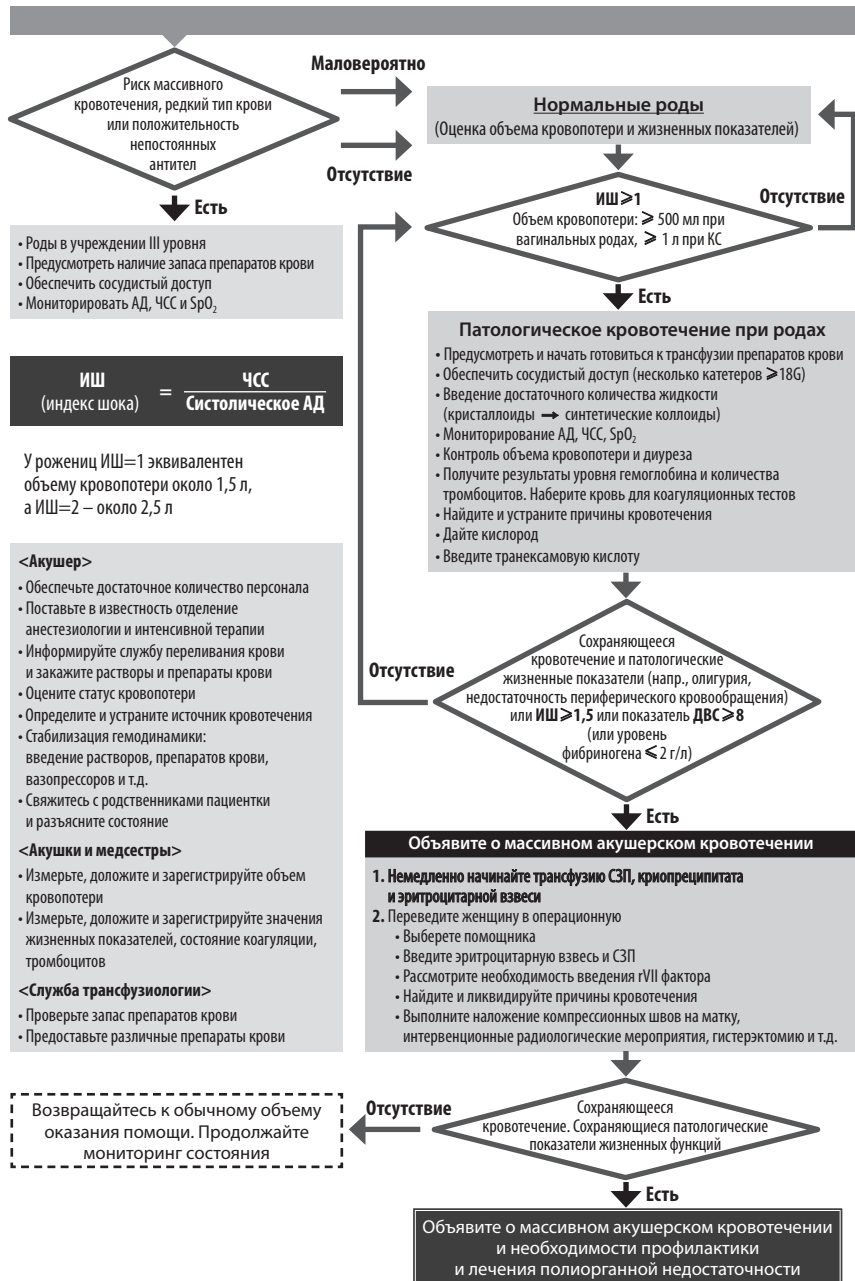 Риск массивного
кровотечения, редкий тип крови
или положительность
непостоянных
антител
Маловероятно
Отсутствие
Есть
• Роды в учреждении III уровня
• Предусмотреть наличие запаса препаратов крови
• Обеспечить сосудистый доступ
• Мониторировать АД, ЧСС и SpO₂
Нормальные роды
(Оценка объема кровопотери и жизненных показателей)
ИШ⩾1
Объем кровопотери: ⩾ 500 мл при
вагинальных родах, ⩾ 1 л при КС
Отсутствие
Есть
ИШ
(индекс шока)
=
ЧСС
Систолическое АД
У рожениц ИШ=1 эквивалентен
объему кровопотери около 1,5 л,
а ИШ=2 – около 2,5 л
Патологическое кровотечение при родах
• Предусмотреть и начать готовиться к трансфузии препаратов крови
• Обеспечить сосудистый доступ (несколько катетеров ⩾18G)
• Введение достаточного количества жидкости
(кристаллоиды → синтетические коллоиды)
• Мониторирование АД, ЧСС, SpO₂
• Контроль объема кровопотери и диуреза
• Получите результаты уровня гемоглобина и количества
тромбоцитов. Наберите кровь для коагуляционных тестов
• Найдите и устраните причины кровотечения
• Дайте кислород
• Введите транексамовую кислоту
<Акушер>
• Обеспечьте достаточное количество персонала
• Поставьте в известность отделение
анестезиологии и интенсивной терапии
• Информируйте службу переливания крови
и закажите растворы и препараты крови
• Оцените статус кровопотери
• Определите и устраните источник кровотечения
• Стабилизация гемодинамики:
введение растворов, препаратов крови,
вазопрессоров и т.д.
• Свяжитесь с родственниками пациентки
и разъясните состояние
<Акушки и медсестры>
• Измерьте, доложите и зарегистрируйте объем
кровопотери
• Измерьте, доложите и зарегистрируйте значения
жизненных показателей, состояние коагуляции,
тромбоцитов
<Служба трансфузиологии>
• Проверьте запас препаратов крови
• Предоставьте различные препараты крови
Сохраняющееся
кровотечение и патологические
жизненные показатели (напр., олигурия,
недостаточность периферического кровообращения)
или ИШ⩾1,5 или показатель ДВС⩾8
(или уровень
фибриногена ⩽2 г/л)
Отсутствие
Есть
Объявите о массивном акушерском кровотечении
1. Немедленно начинайте трансфузию СЗП, криопреципитата
и эритроцитарной взвеси
2. Переведите женщину в операционную
• Выберете помощника
• Введите эритроцитарную взвесь и СЗП
• Рассмотрите необходимость введения rVII фактора
• Найдите и ликвидируйте причины кровотечения
• Выполните наложение компрессионных швов на матку,
интервенционные радиологические мероприятия, гистерэктомию и т.д.
Сохраняющееся
кровотечение. Сохраняющиеся патологические
показатели жизненных функций
Отсутствие
Возвращайтесь к обычному объему
оказания помощи. Продолжайте
мониторинг состояния
Есть
Объявите о массивном акушерском кровотечении
и необходимости профилактики
и лечения полиорганной недостаточности